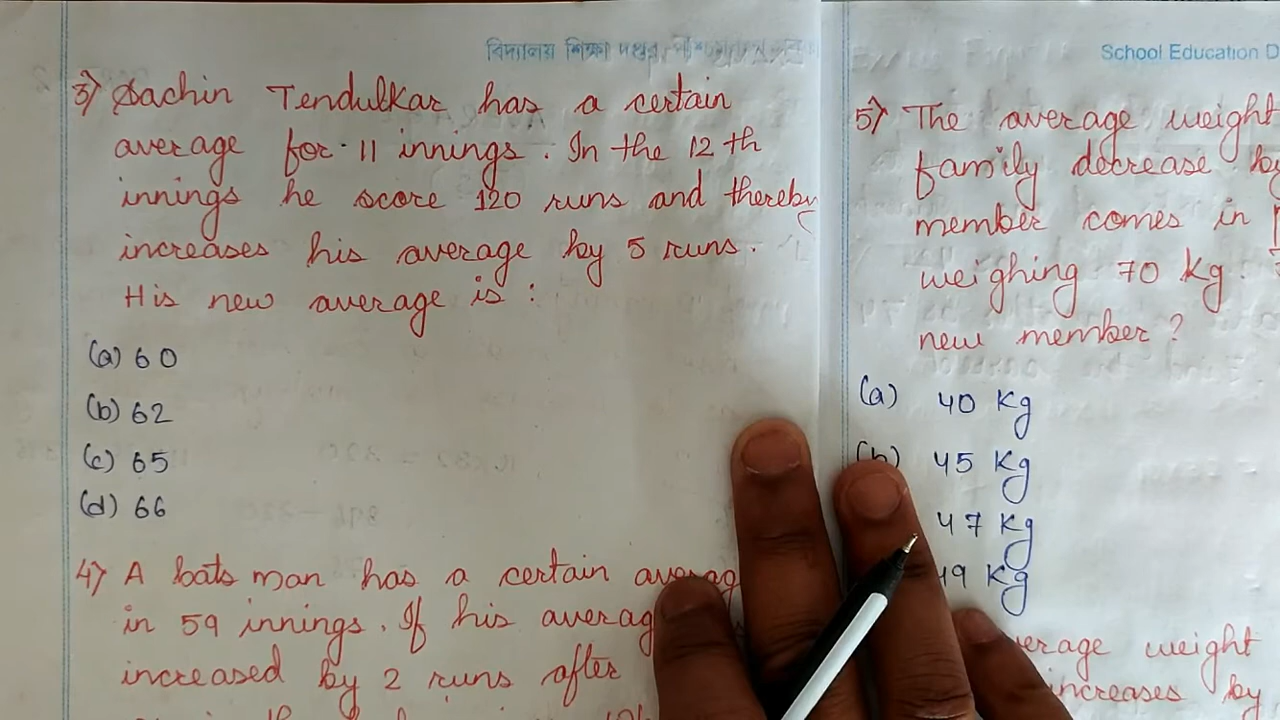 বিদ্যালয় শিক্ষা দপ্তর,
3) Sachin Tendulkar has a certain
average for 11 innings. In the 12 th
innings he score 120 runs and thereby
increases his average by 5 runs.
His new average is :
(a) 60
(b) 62
(c) 65
(d) 66
4) A bats man has a certain
in 59 innings. If his
increased by 2 runs after
School Education D
5) The average weight
family decrease
member comes in
weighing 70 Kg.
new member ?
(a) 40 Kg
(b) 45 Kg
47 Kg
49 Kg
weight
increases by